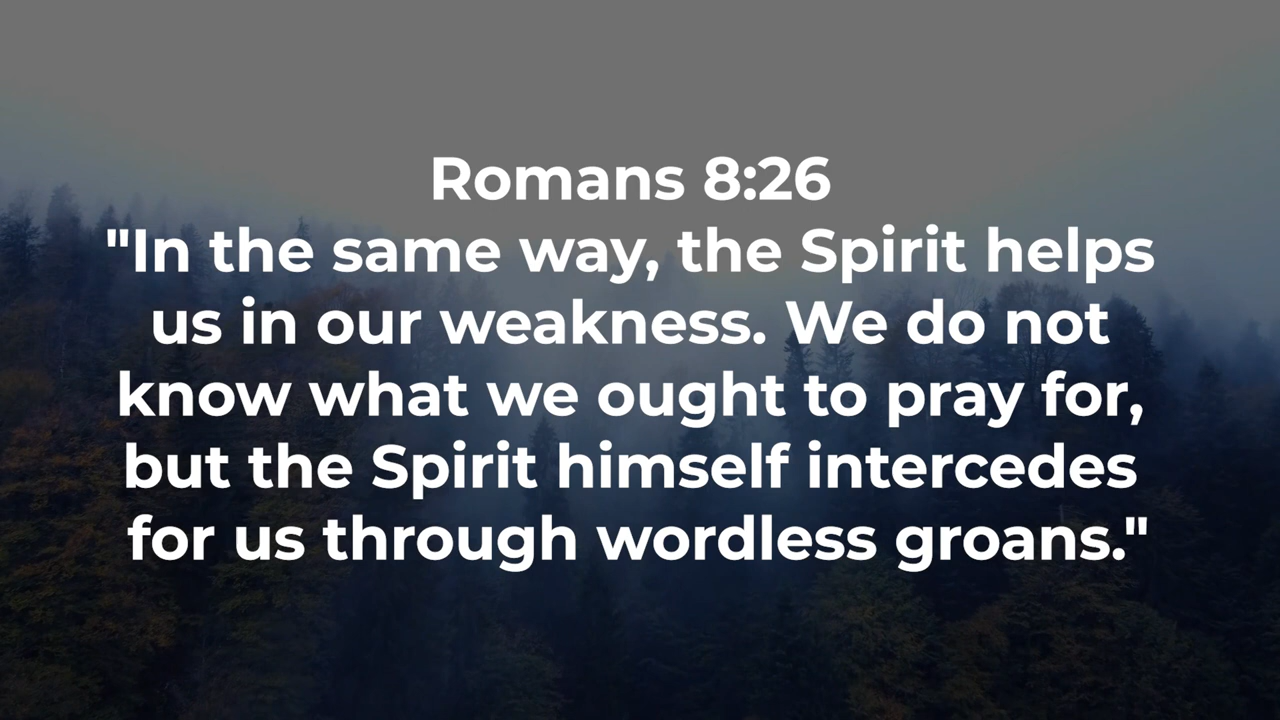 Romans 8:26
"In the same way, the Spirit helps
us in our weakness. We do not
know what we ought to pray for,
but the Spirit himself intercedes
for us through wordless groans."